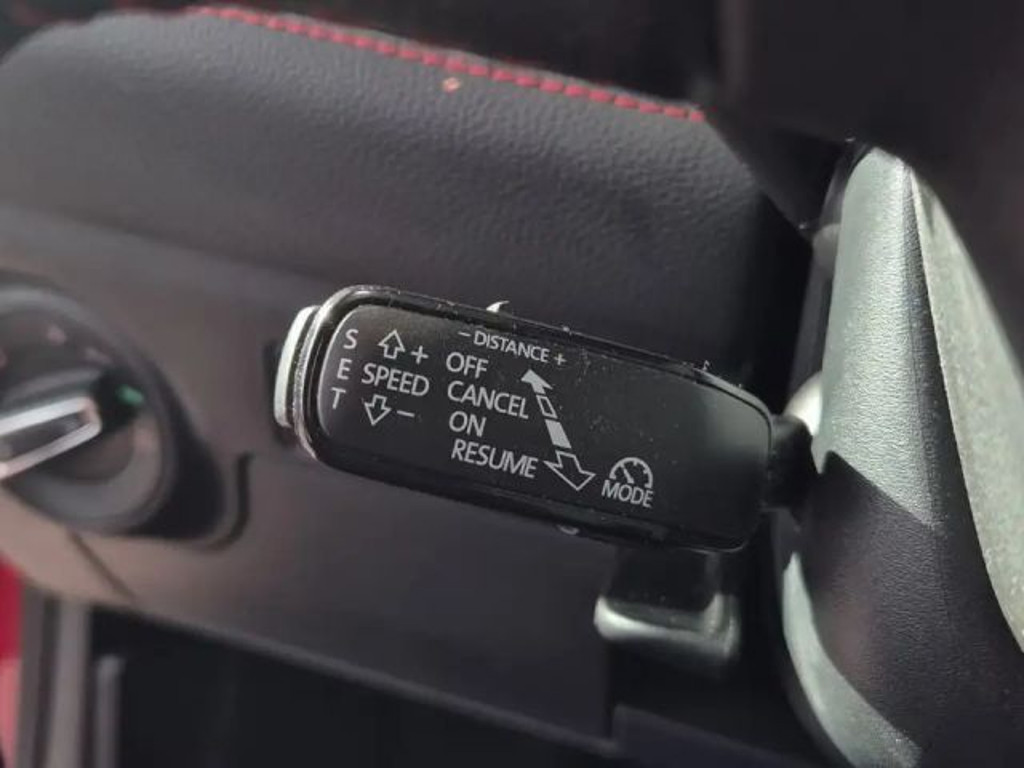 - DISTANCE +
S
E
T
+
SPEED
-
OFF
CANCEL
ON
RESUME
MODE